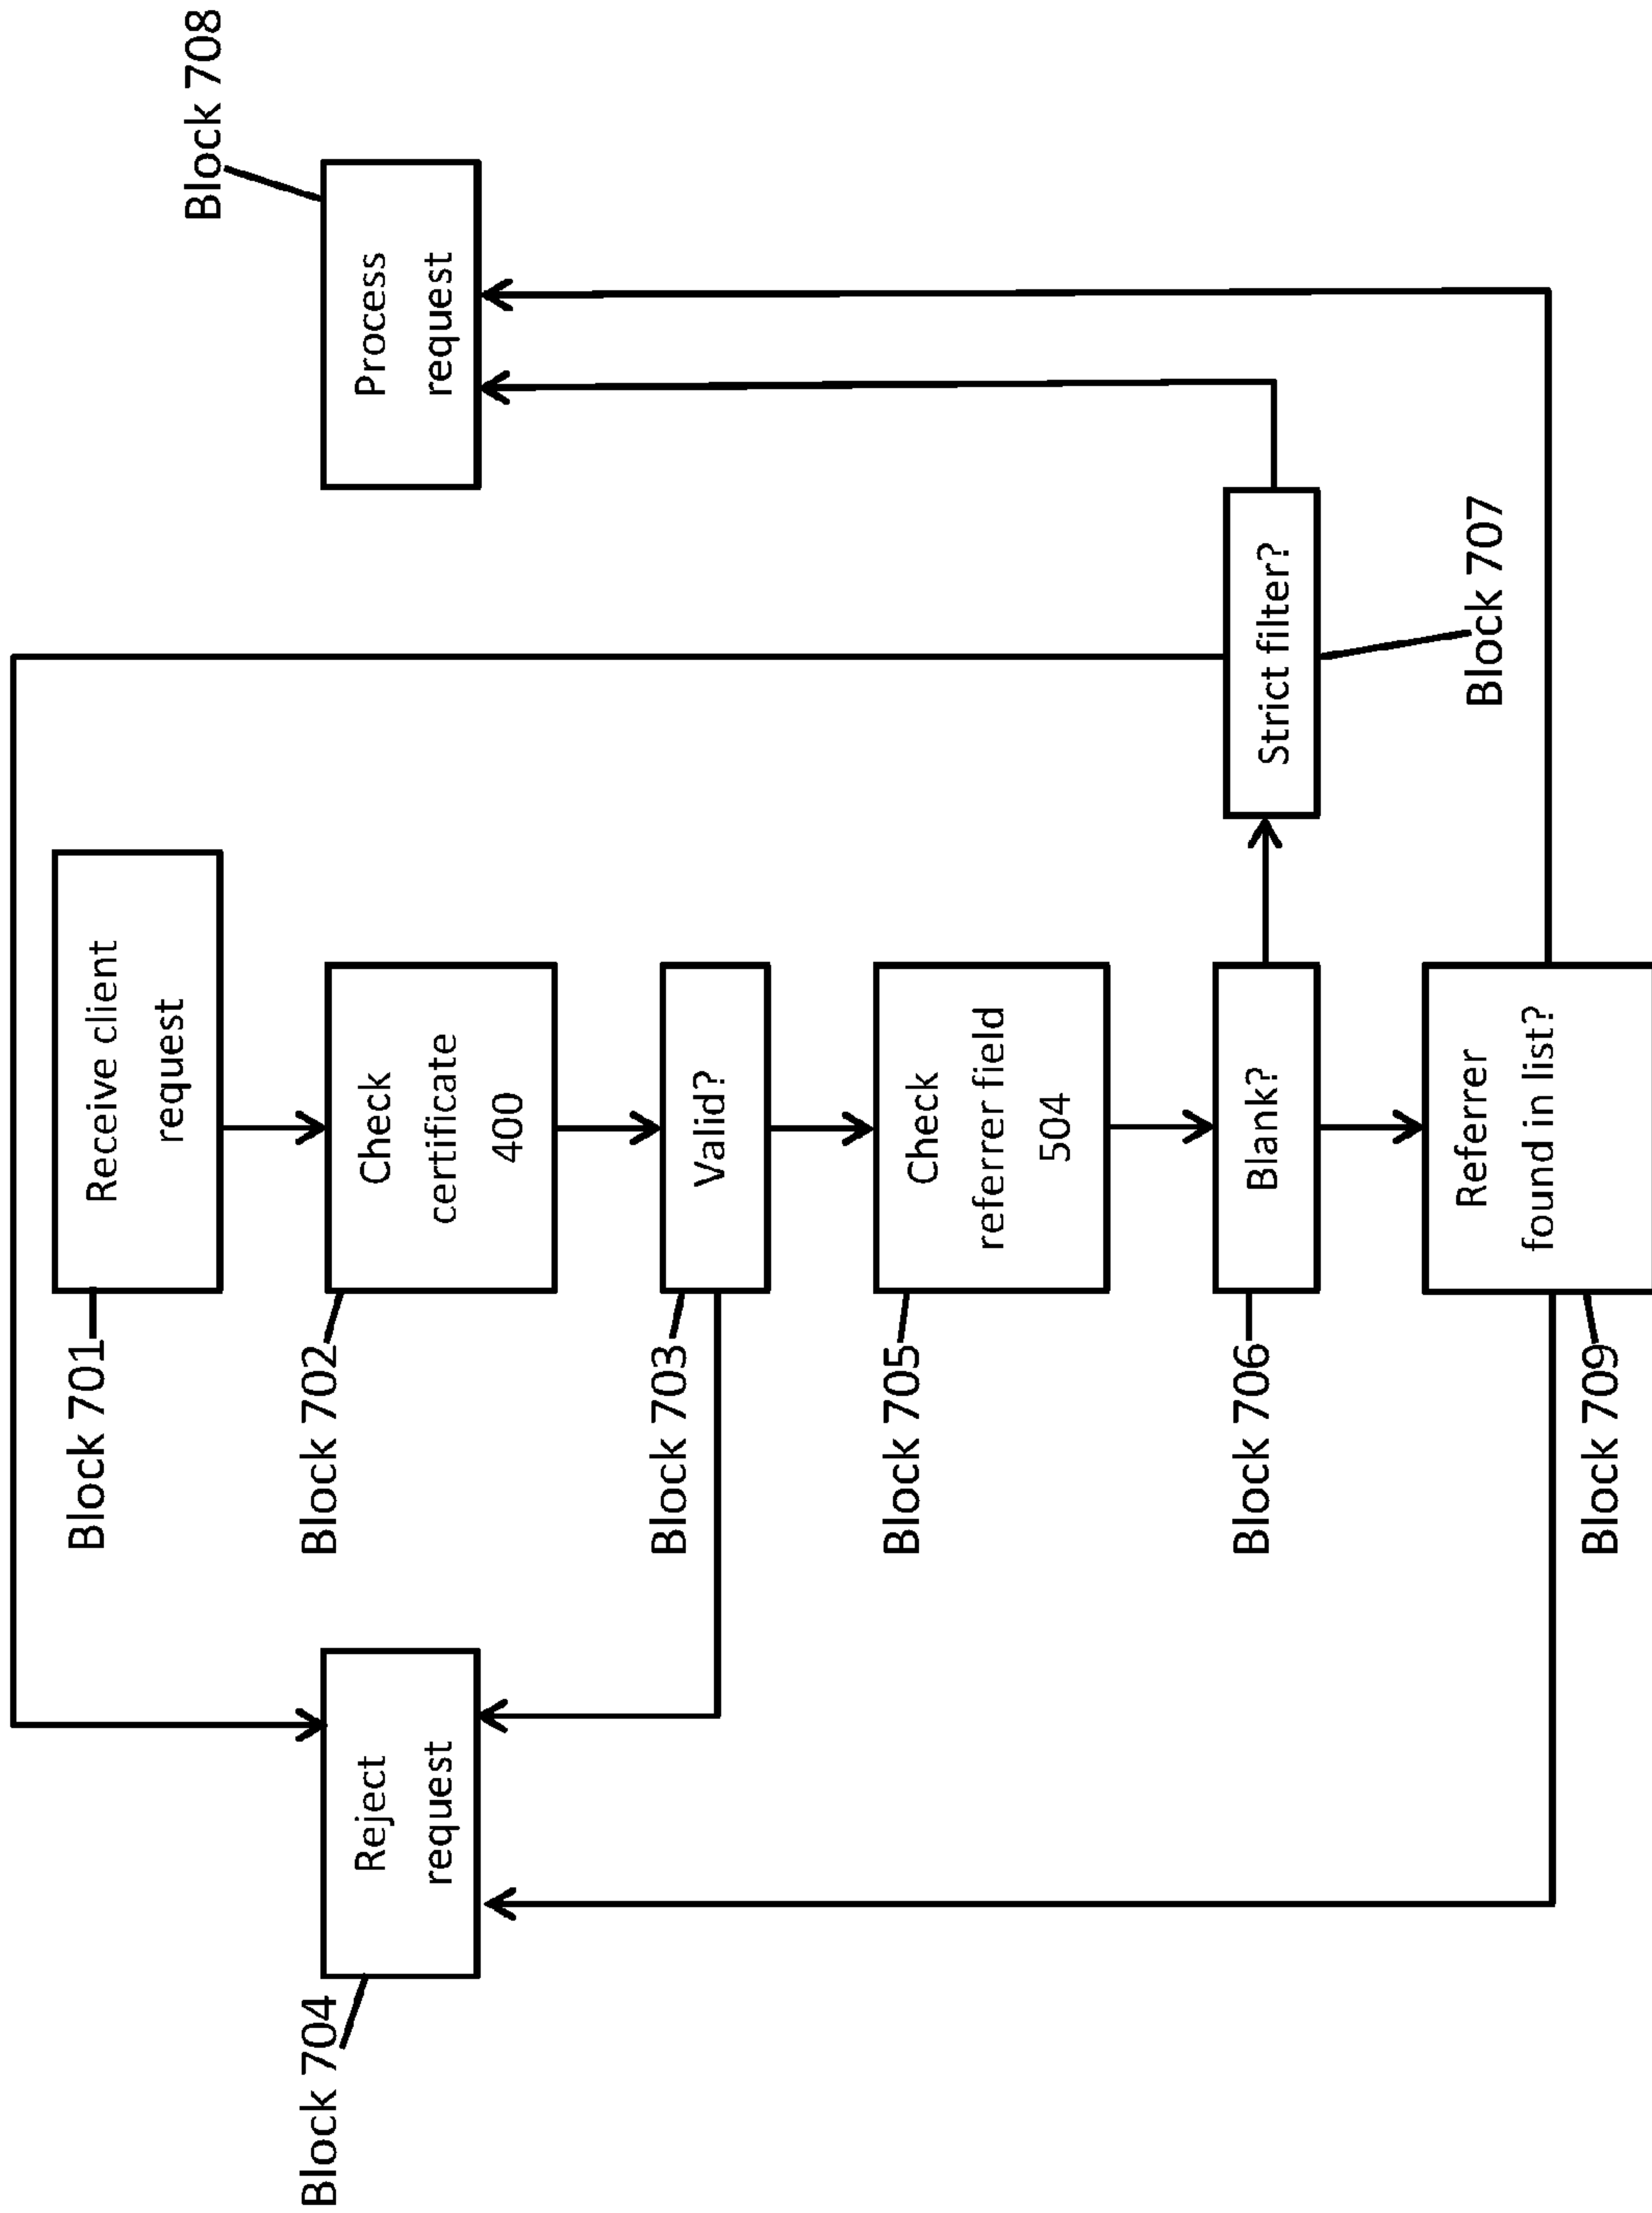 Block 701
Receive client
request
Block 702
Check
certificate
400
Block 704
Reject
request
Block 708
Process
request
Block 703
Valid?
Block 705
Check
referrer field
504
Block 706
Blank?
Strict filter?
Block 707
Block 709
Referrer
found in list?